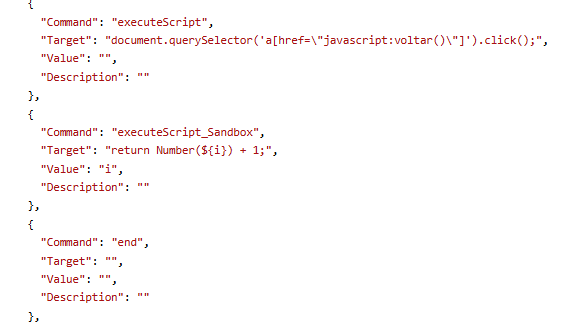 {
"Command": "executeScript",
"Target": "document.querySelector('a[href=\"javascript:voltar()\"]').click();",
"Value": "",
"Description": ""
},
{
"Command": "executeScript_Sandbox",
"Target": "return Number(${i}) + 1;",
"Value": "i",
"Description": ""
},
{
"Command": "end",
"Target": "",
"Value": "",
"Description": ""
},